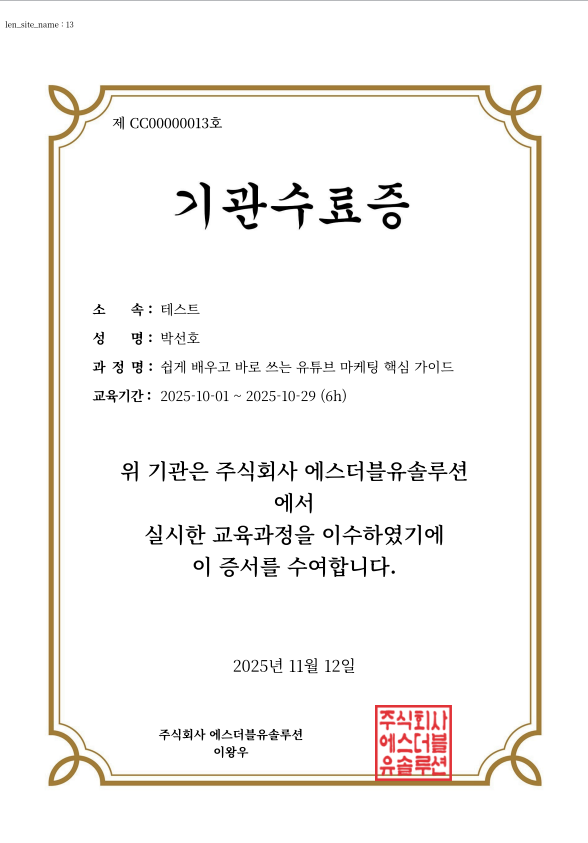 len_site_name : 13
제 CC00000013호
기관수료증
소 속 : 테스트
성 명 : 박선호
과 정 명 : 쉽게 배우고 바로 쓰는 유튜브 마케팅 핵심 가이드
교육기간 : 2025-10-01 ~ 2025-10-29 (6h)
위 기관은 주식회사 에스더블유솔루션
에서
실시한 교육과정을 이수하였기에
이 증서를 수여합니다.
2025년 11월 12일
주식회사 에스더블유솔루션
이왕우
주식회사
에스더블
유솔루션